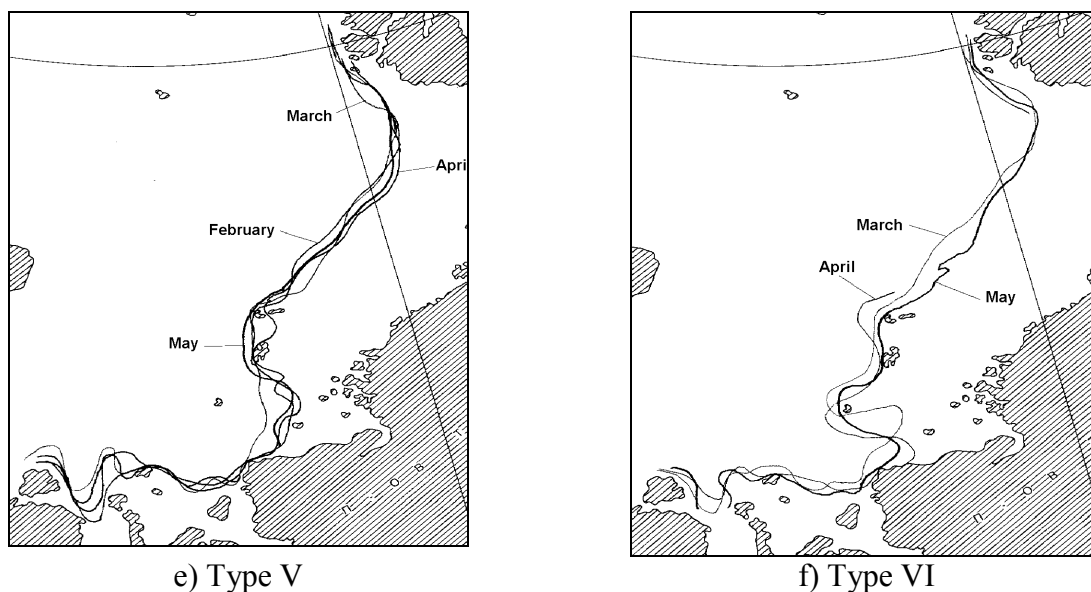 March
Apri
February
May
e) Type V
March
April
May
f) Type VI